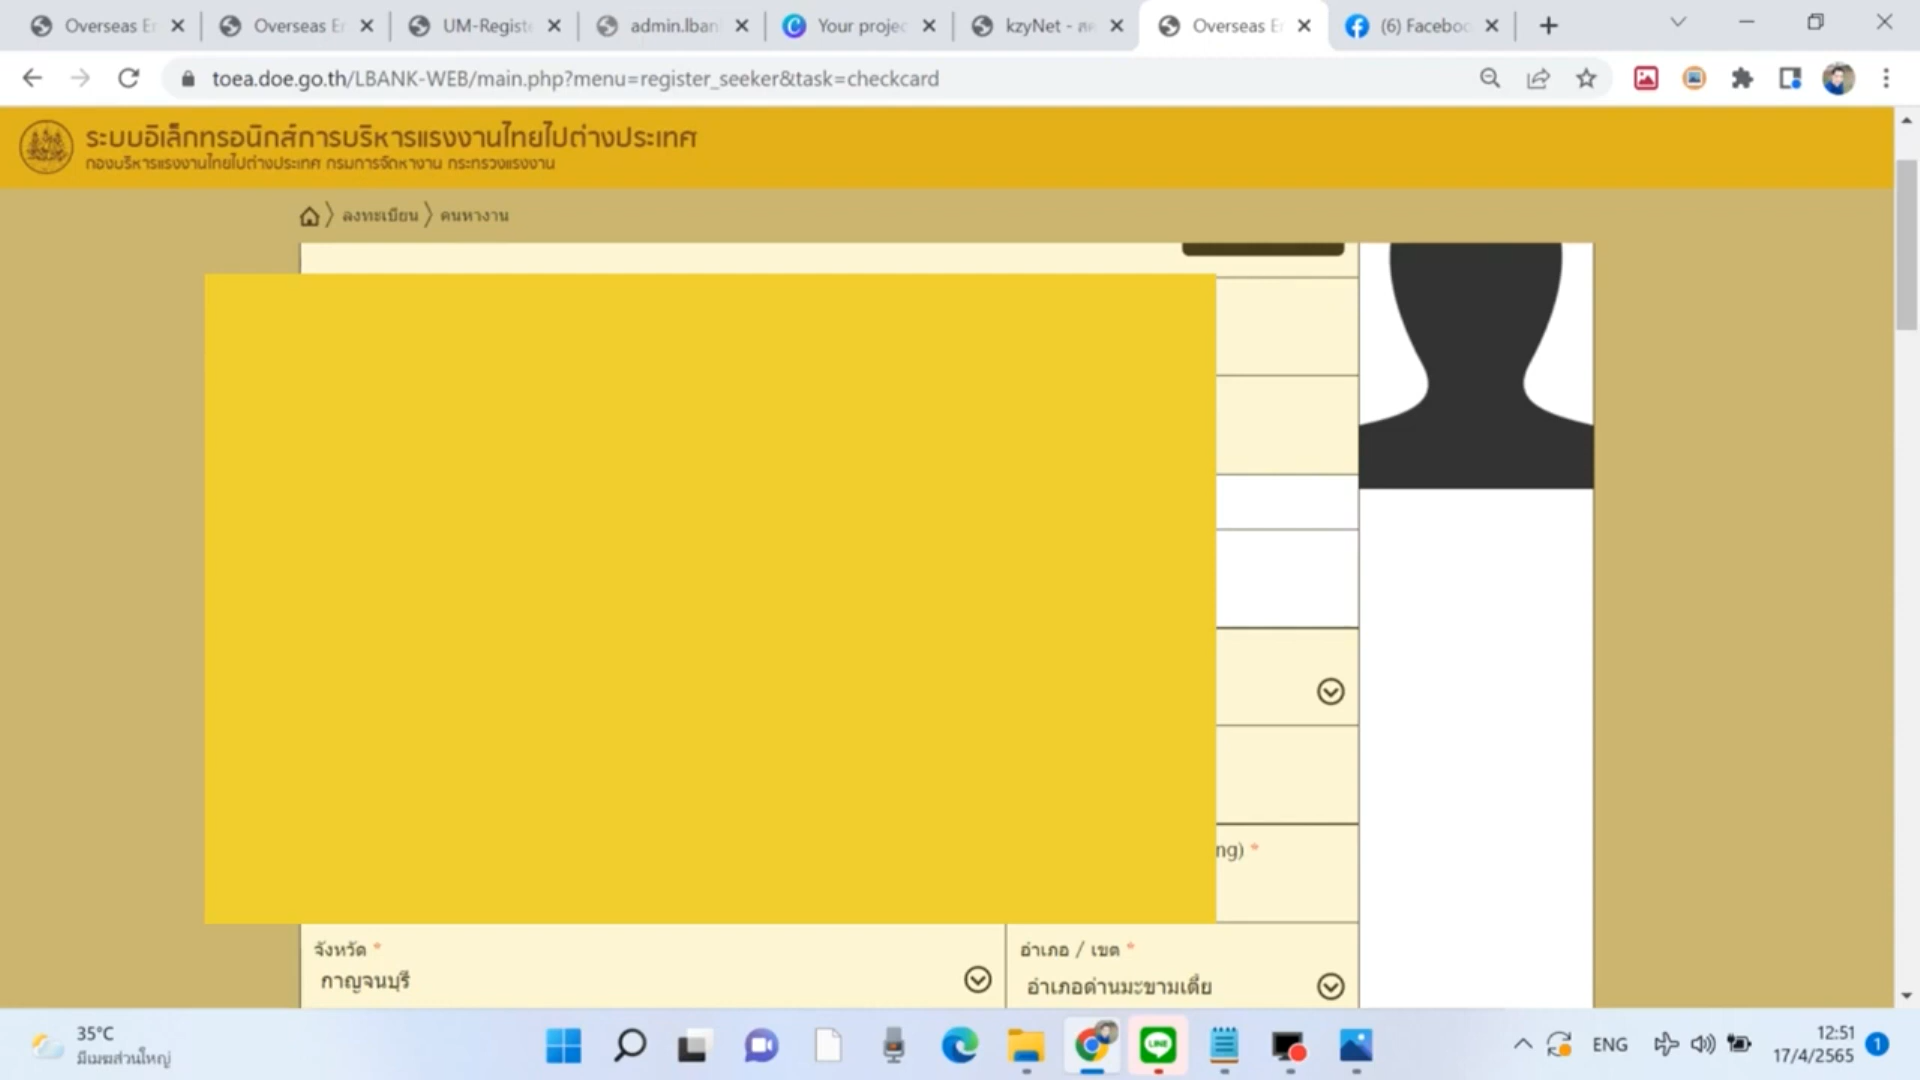 Overseas Er
Overseas Er
UM-Registe
admin.lban
Your projec
kzyNet - สด
Overseas Er
(6) Faceboo
toea.doe.go.th/LBANK-WEB/main.php?menu=register_seeker&task=checkcard
ระบบอิเล็กทรอนิกส์การบริหารแรงงานไทยไปต่างประเทศ
กองบริหารแรงงานไทยไปต่างประเทศ กรมการจัดหางาน กระทรวงแรงงาน
ลงทะเบียน
คนหางาน
ng) *
จังหวัด *
กาญจนบุรี
อำเภอ / เขต *
อำเภอด่านมะขามเตี้ย
35°C
มีเมฆส่วนใหญ่
LINE
ENG
12:51
17/4/2565
1